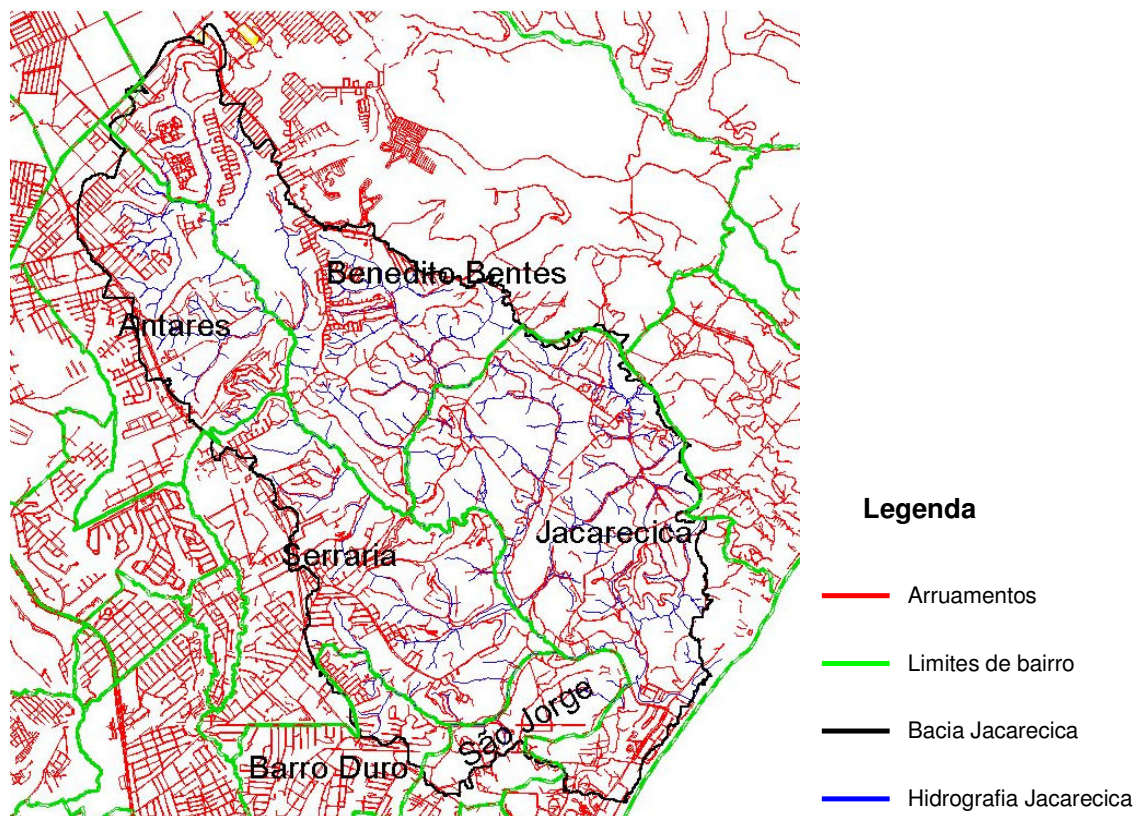 Benedito Bentes
Antares
Jacarecica
Serraria
São Jorge
Barro Duro
Legenda
Arruamentos
Limites de bairro
Bacia Jacarecica
Hidrografia Jacarecica